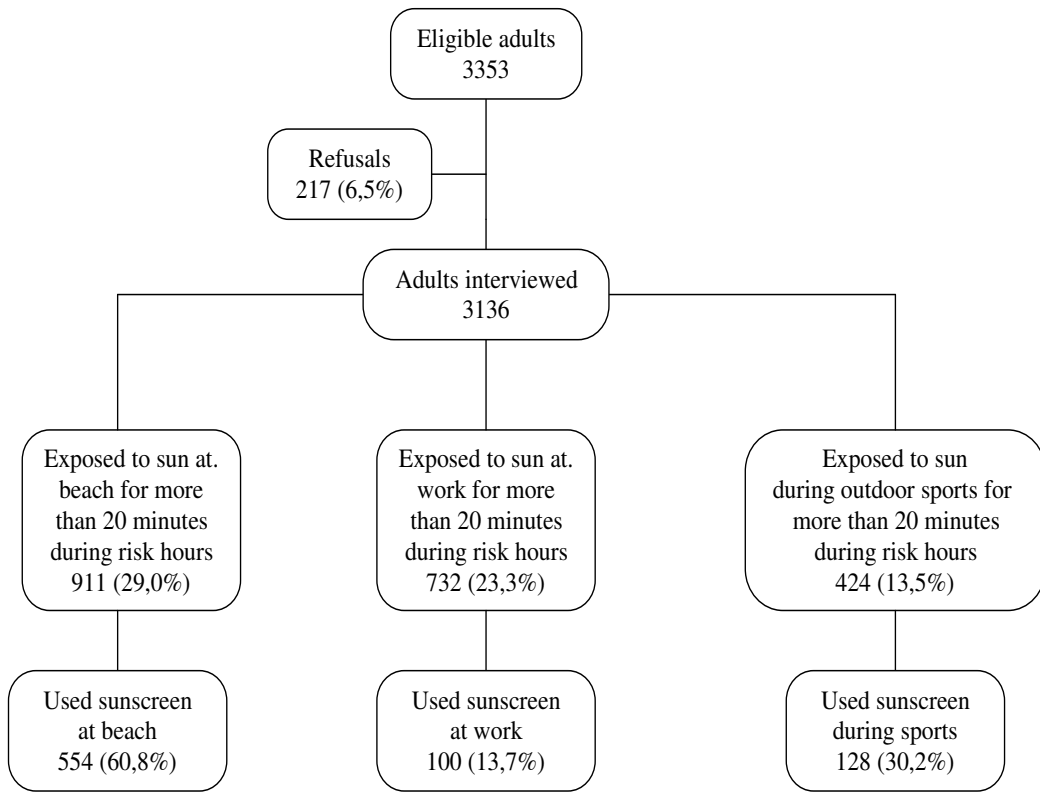 Eligible adults
3353
Refusals
217 (6,5%)
Adults interviewed
3136
Exposed to sun at.
beach for more
than 20 minutes
during risk hours
911 (29,0%)
Exposed to sun at.
work for more
than 20 minutes
during risk hours
732 (23,3%)
Exposed to sun
during outdoor sports for
more than 20 minutes
during risk hours
424 (13,5%)
Used sunscreen
at beach
554 (60,8%)
Used sunscreen
at work
100 (13,7%)
Used sunscreen
during sports
128 (30,2%)